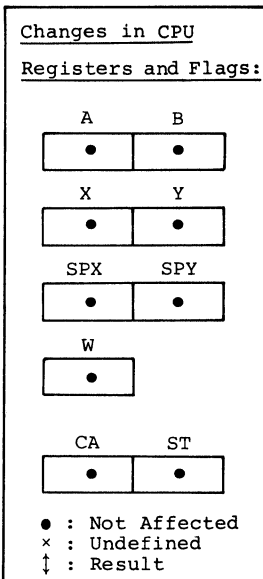 Changes in CPU
Registers and Flags:
A B
● ●
X Y
● ●
SPX SPY
● ●
W
●
CA ST
● ●
● : Not Affected
× : Undefined
↕ : Result